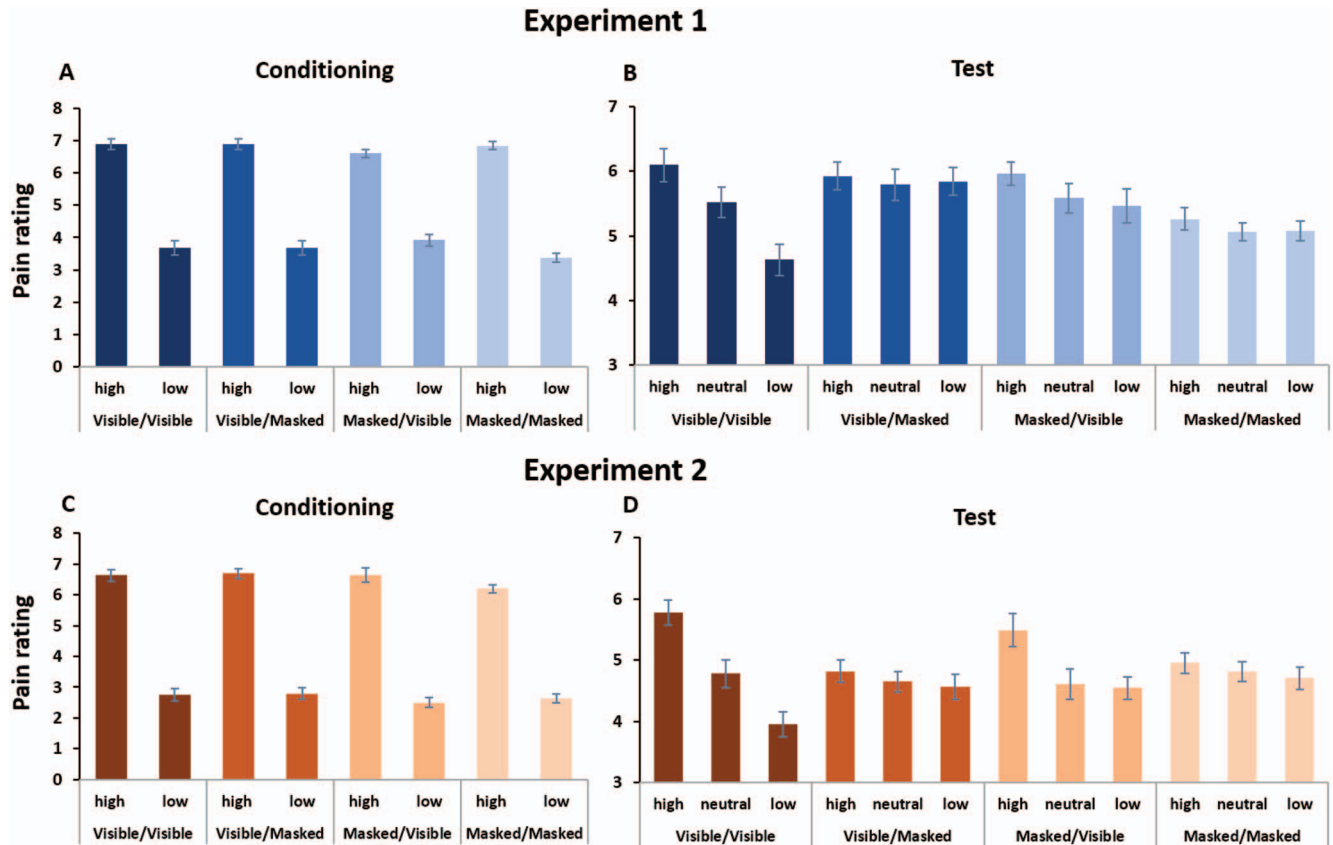 Experiment 1
A
Conditioning
Pain rating
8
7
6
5
4
3
2
1
0
high low high low high low high low
Visible/Visible Visible/Masked Masked/Visible Masked/Masked
B
Test
7
6
5
4
3
high neutral low high neutral low high neutral low high neutral low
Visible/Visible Visible/Masked Masked/Visible Masked/Masked
Experiment 2
C
Conditioning
Pain rating
8
7
6
5
4
3
2
1
0
high low high low high low high low
Visible/Visible Visible/Masked Masked/Visible Masked/Masked
D
Test
7
6
5
4
3
high neutral low high neutral low high neutral low high neutral low
Visible/Visible Visible/Masked Masked/Visible Masked/Masked